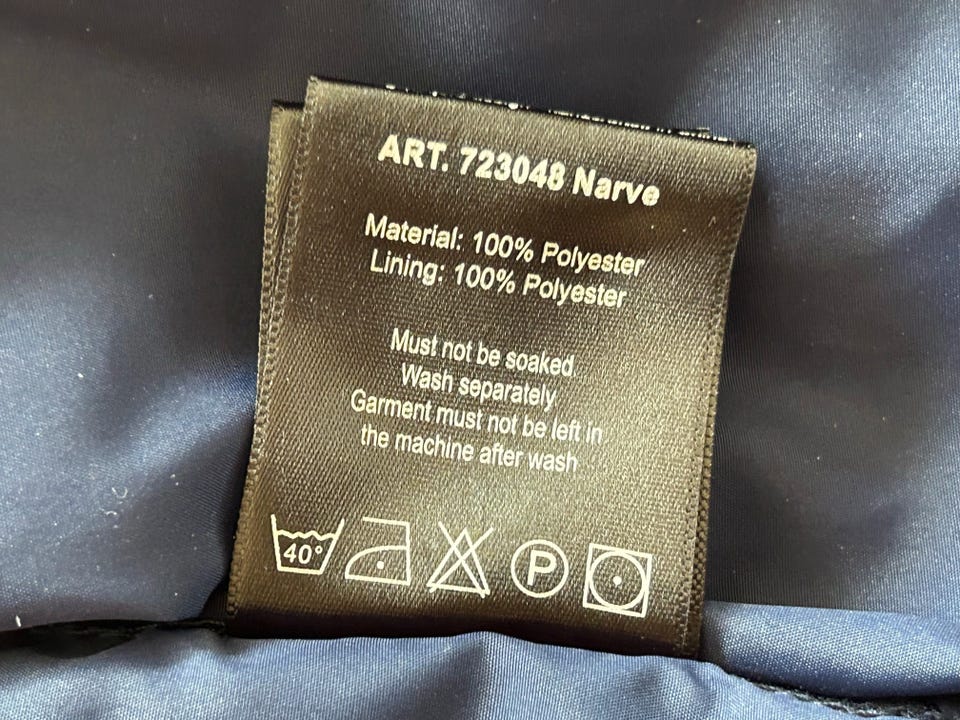 ART. 723048 Narve
Material: 100% Polyester
Lining: 100% Polyester
Must not be soaked
Wash separately
Garment must not be left in
the machine after wash
40° P